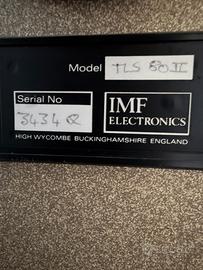 Model TLS 80 II
Serial No
3434 Q
IMF
ELECTRONICS
HIGH WYCOMBE BUCKINGHAMSHIRE ENGLAND